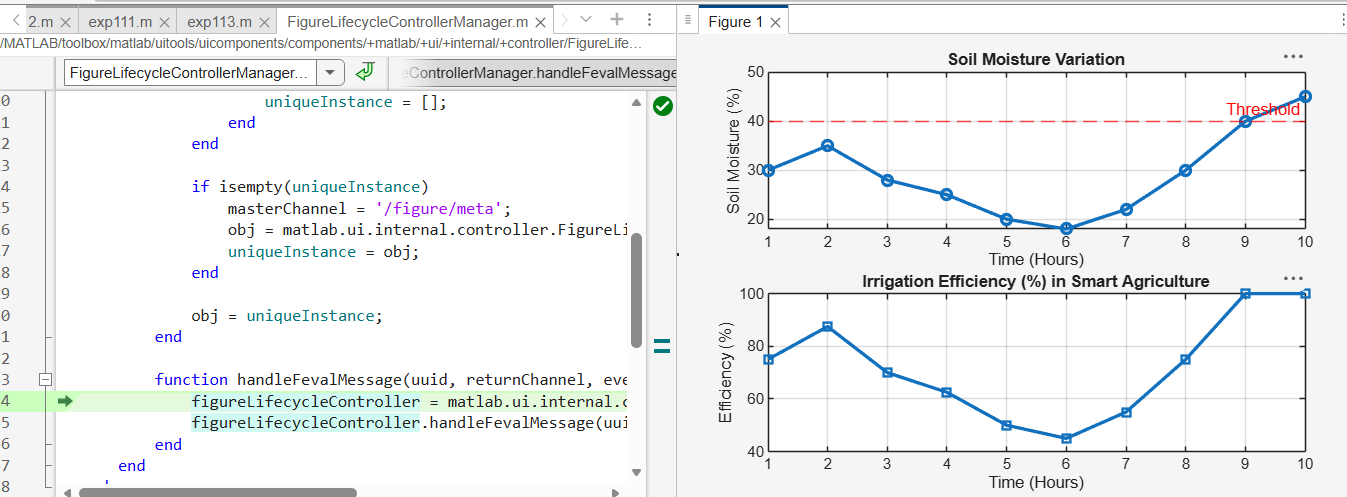 2.m
exp111.m
exp113.m
FigureLifecycleControllerManager.m
/MATLAB/toolbox/matlab/uitools/uicomponents/components/+matlab/+ui/+internal/+controller/FigureLife...
FigureLifecycleControllerManager...
eControllerManager.handleFevalMessage
0 uniqueInstance = [];
1 end
2 end
3
4 if isempty(uniqueInstance)
5 masterChannel = '/figure/meta';
6 obj = matlab.ui.internal.controller.FigureLi
7 uniqueInstance = obj;
8 end
9
0 obj = uniqueInstance;
1 end
2
3 function handleFevalMessage(uuid, returnChannel, eve
4 figureLifecycleController = matlab.ui.internal.c
5 figureLifecycleController.handleFevalMessage(uui
6 end
7 end
8
Figure 1
Soil Moisture Variation
Soil Moisture (%)
50
40
30
20
Threshold
1 2 3 4 5 6 7 8 9 10
Time (Hours)
Irrigation Efficiency (%) in Smart Agriculture
Efficiency (%)
100
80
60
40
1 2 3 4 5 6 7 8 9 10
Time (Hours)